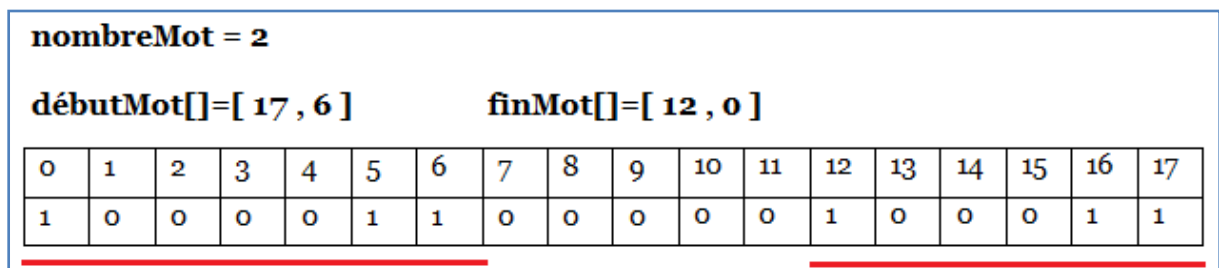 nombreMot = 2
débutMot[]=[ 17 , 6 ] finMot[]=[ 12 , 0 ]
0 1 2 3 4 5 6 7 8 9 10 11 12 13 14 15 16 17
1 0 0 0 0 1 1 0 0 0 0 0 1 0 0 0 1 1